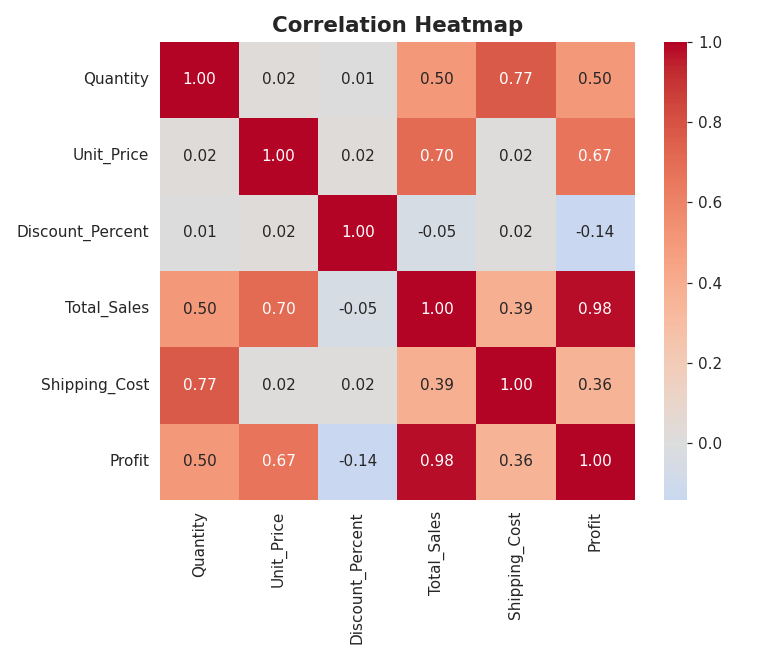 Correlation Heatmap
Quantity 1.00 0.02 0.01 0.50 0.77 0.50
Unit_Price 0.02 1.00 0.02 0.70 0.02 0.67
Discount_Percent 0.01 0.02 1.00 -0.05 0.02 -0.14
Total_Sales 0.50 0.70 -0.05 1.00 0.39 0.98
Shipping_Cost 0.77 0.02 0.02 0.39 1.00 0.36
Profit 0.50 0.67 -0.14 0.98 0.36 1.00
Quantity
Unit_Price
Discount_Percent
Total_Sales
Shipping_Cost
Profit
1.0
0.8
0.6
0.4
0.2
0.0